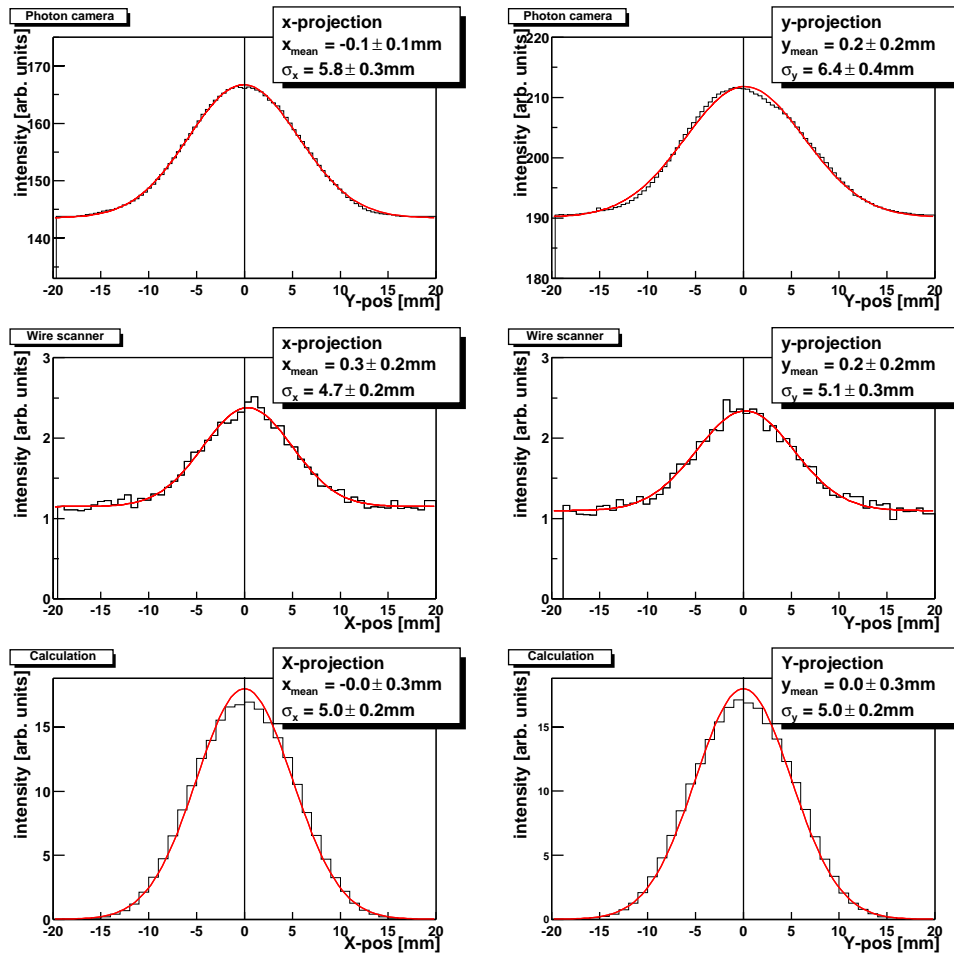 Photon camera
x-projection
x_mean = -0.1 ± 0.1mm
σ_x = 5.8 ± 0.3mm
intensity [arb. units]
170
160
150
140
-20 -15 -10 -5 0 5 10 15 20
Y-pos [mm]
Photon camera
y-projection
y_mean = 0.2 ± 0.2mm
σ_y = 6.4 ± 0.4mm
intensity [arb. units]
220
210
200
190
180
-20 -15 -10 -5 0 5 10 15 20
Y-pos [mm]
Wire scanner
x-projection
x_mean = 0.3 ± 0.2mm
σ_x = 4.7 ± 0.2mm
intensity [arb. units]
3
2
1
0
-20 -15 -10 -5 0 5 10 15 20
X-pos [mm]
Wire scanner
y-projection
y_mean = 0.2 ± 0.2mm
σ_y = 5.1 ± 0.3mm
intensity [arb. units]
3
2
1
0
-20 -15 -10 -5 0 5 10 15 20
Y-pos [mm]
Calculation
X-projection
x_mean = -0.0 ± 0.3mm
σ_x = 5.0 ± 0.2mm
intensity [arb. units]
15
10
5
0
-20 -15 -10 -5 0 5 10 15 20
X-pos [mm]
Calculation
Y-projection
y_mean = 0.0 ± 0.3mm
σ_y = 5.0 ± 0.2mm
intensity [arb. units]
15
10
5
0
-20 -15 -10 -5 0 5 10 15 20
Y-pos [mm]